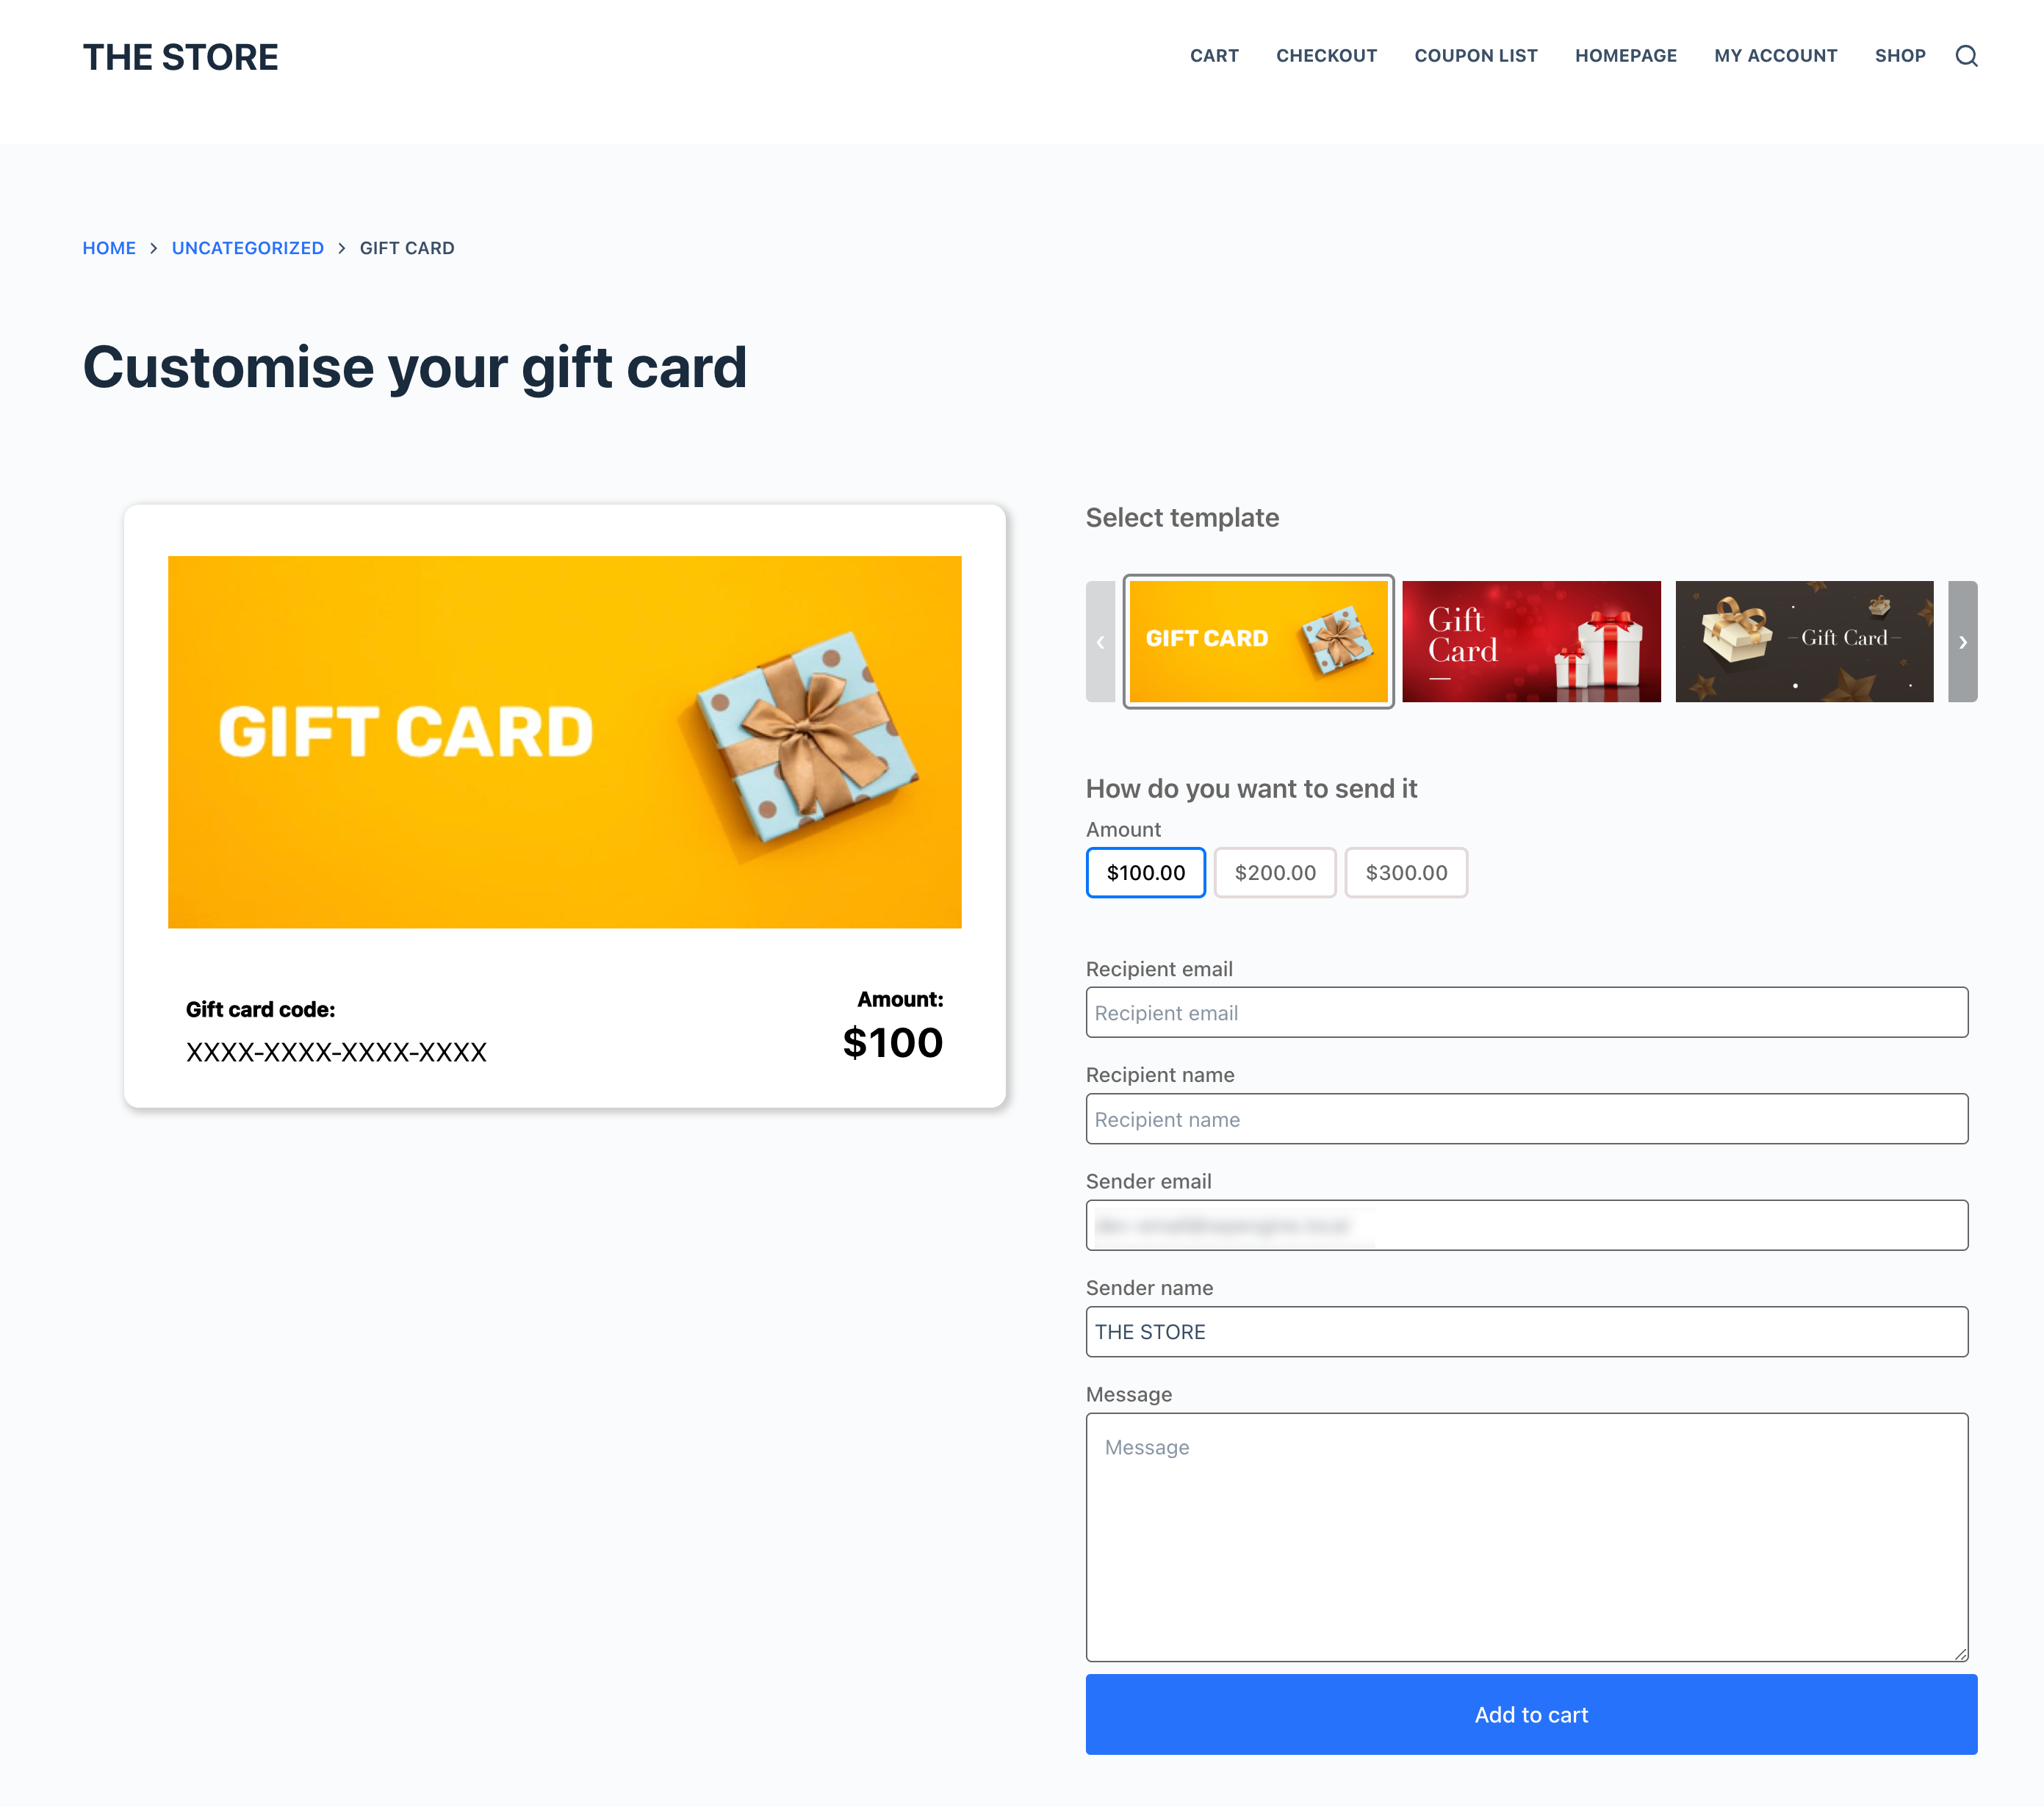 THE STORE
CART CHECKOUT COUPON LIST HOMEPAGE MY ACCOUNT SHOP
HOME > UNCATEGORIZED > GIFT CARD
Customise your gift card
GIFT CARD
Gift card code:
XXXX-XXXX-XXXX-XXXX
Amount:
$100
Select template
GIFT CARD
Gift
Card
Gift Card
How do you want to send it
Amount
$100.00 $200.00 $300.00
Recipient email
Recipient email
Recipient name
Recipient name
Sender email
Sender name
THE STORE
Message
Message
Add to cart